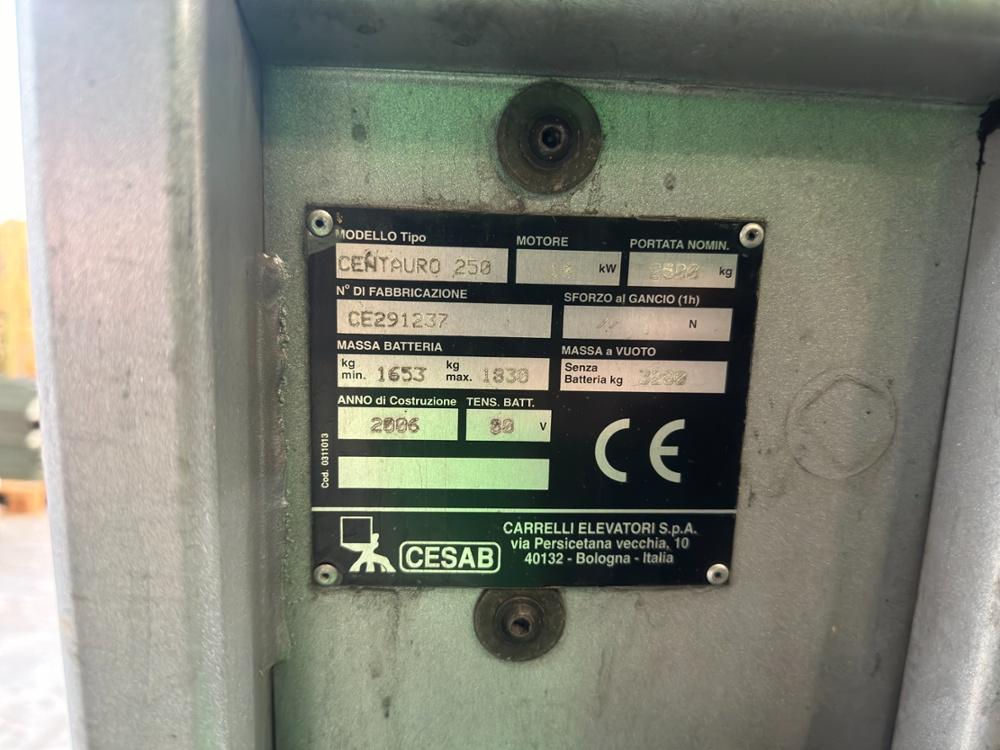 MODELLO Tipo MOTORE PORTATA NOMIN.
CENTAURO 250 10 kW 2500 kg
N° DI FABBRICAZIONE SFORZO al GANCIO (1h)
CE291237 N
MASSA BATTERIA MASSA a VUOTO
kg min. 1653 kg max. 1830 Senza Batteria kg
ANNO di Costruzione TENS. BATT.
2006 80 V
Cod. 0311013
CE
CESAB
CARRELLI ELEVATORI S.p.A.
via Persicetana vecchia, 10
40132 - Bologna - Italia